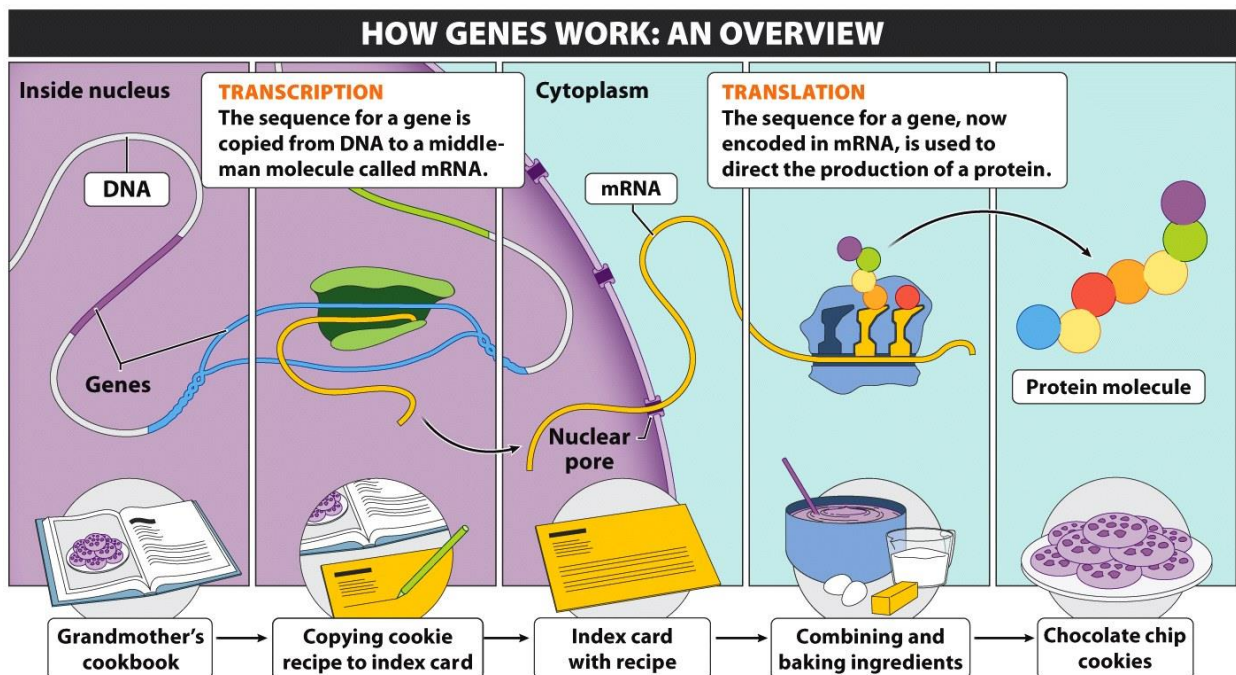 HOW GENES WORK: AN OVERVIEW
Inside nucleus
TRANSCRIPTION
The sequence for a gene is
copied from DNA to a middle-
man molecule called mRNA.
Cytoplasm
TRANSLATION
The sequence for a gene, now
encoded in mRNA, is used to
direct the production of a protein.
DNA
mRNA
Genes
Nuclear
pore
Protein molecule
Grandmother's
cookbook
Copying cookie
recipe to index card
Index card
with recipe
Combining and
baking ingredients
Chocolate chip
cookies